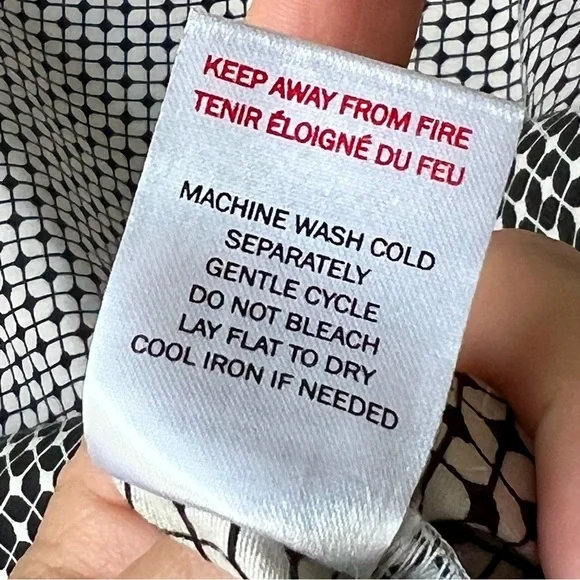 KEEP AWAY FROM FIRE
TENIR ÉLOIGNÉ DU FEU
MACHINE WASH COLD
SEPARATELY
GENTLE CYCLE
DO NOT BLEACH
LAY FLAT TO DRY
COOL IRON IF NEEDED